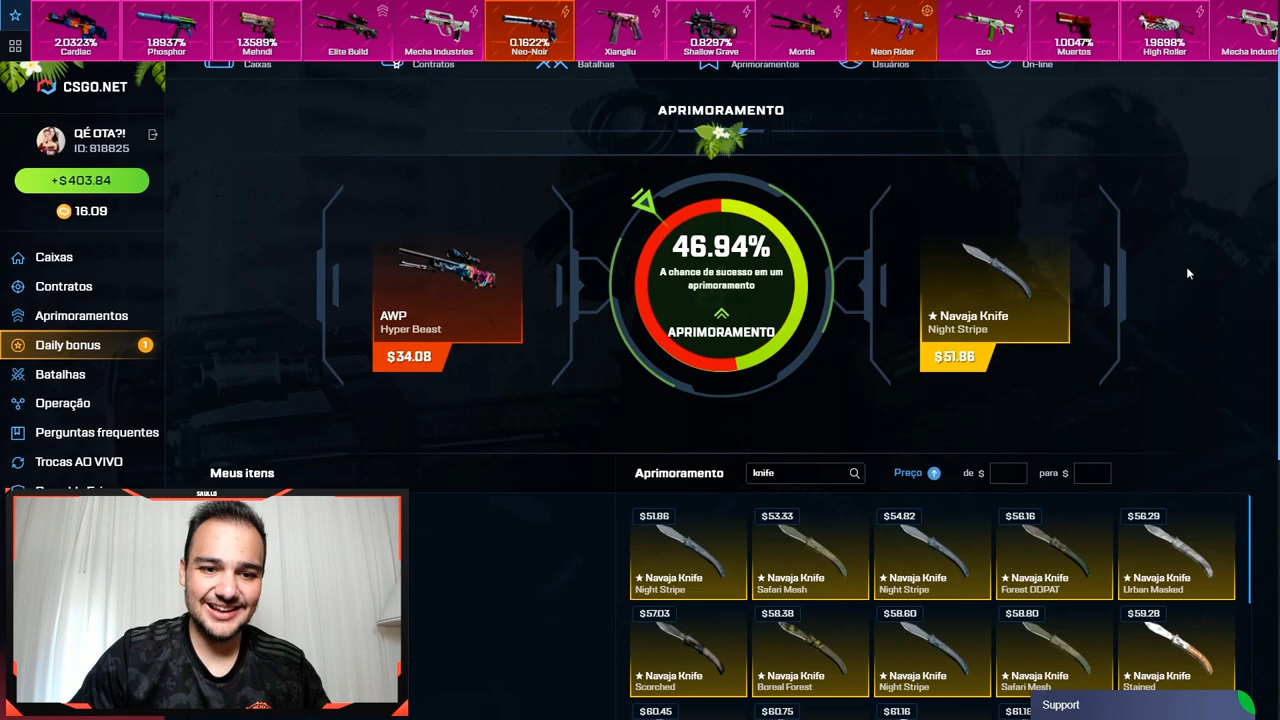 2.0323%
Cardiac
1.8937%
Phosphor
1.3589%
Mehndi
Elite Build
Mecha Industries
0.1622%
Neo-Noir
Xiangliu
0.8297%
Shallow Grave
Mortis
Neon Rider
Eco
1.0047%
Muertos
1.9698%
High Roller
Mecha Indust
Caixas
Contratos
Batalhas
Aprimoramentos
Usuários
On-line
CSGO.NET
QÉ OTA?!
ID: 818825
+$403.84
16.09
Caixas
Contratos
Aprimoramentos
Daily bonus 1
Batalhas
Operação
Perguntas frequentes
Trocas AO VIVO
APRIMORAMENTO
AWP
Hyper Beast
$34.08
46.94%
A chance de sucesso em um
aprimoramento
APRIMORAMENTO
★ Navaja Knife
Night Stripe
$51.86
Meus itens
Aprimoramento
knife
Preço
de $
para $
$51.86
★ Navaja Knife
Night Stripe
$53.33
★ Navaja Knife
Safari Mesh
$54.82
★ Navaja Knife
Night Stripe
$56.16
★ Navaja Knife
Forest DDPAT
$56.29
★ Navaja Knife
Urban Masked
$57.03
★ Navaja Knife
Scorched
$58.38
★ Navaja Knife
Boreal Forest
$58.60
★ Navaja Knife
Night Stripe
$58.80
★ Navaja Knife
Safari Mesh
$59.28
★ Navaja Knife
Stained
$60.45
$60.75
$61.16
Support
SAULLO